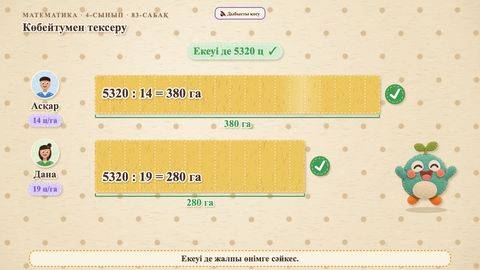 МАТЕМАТИКА · 4-СЫНЫП · 83-САБАҚ
Көбейтумен тексеру
Дыбысты қосу
Екеуі де 5320 ц ✓
Асқар
14 ц/га
5320 : 14 = 380 га
380 га
Дана
19 ц/га
5320 : 19 = 280 га
280 га
Екеуі де жалпы өнімге сәйкес.